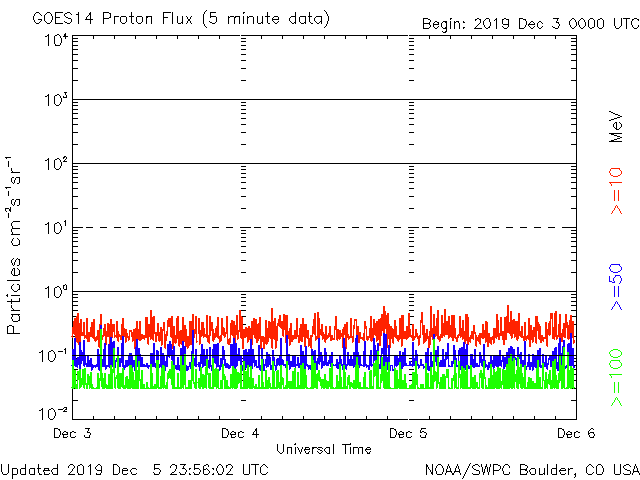 GOES14 Proton Flux (5 minute data)
Begin: 2019 Dec 3 0000 UTC
Particles cm⁻²s⁻¹sr⁻¹
10⁴
10³
10²
10¹
10⁰
10⁻¹
10⁻²
Dec 3
Dec 4
Dec 5
Dec 6
Universal Time
MeV
>=10
>=50
>=100
Updated 2019 Dec 5 23:56:02 UTC
NOAA/SWPC Boulder, CO USA